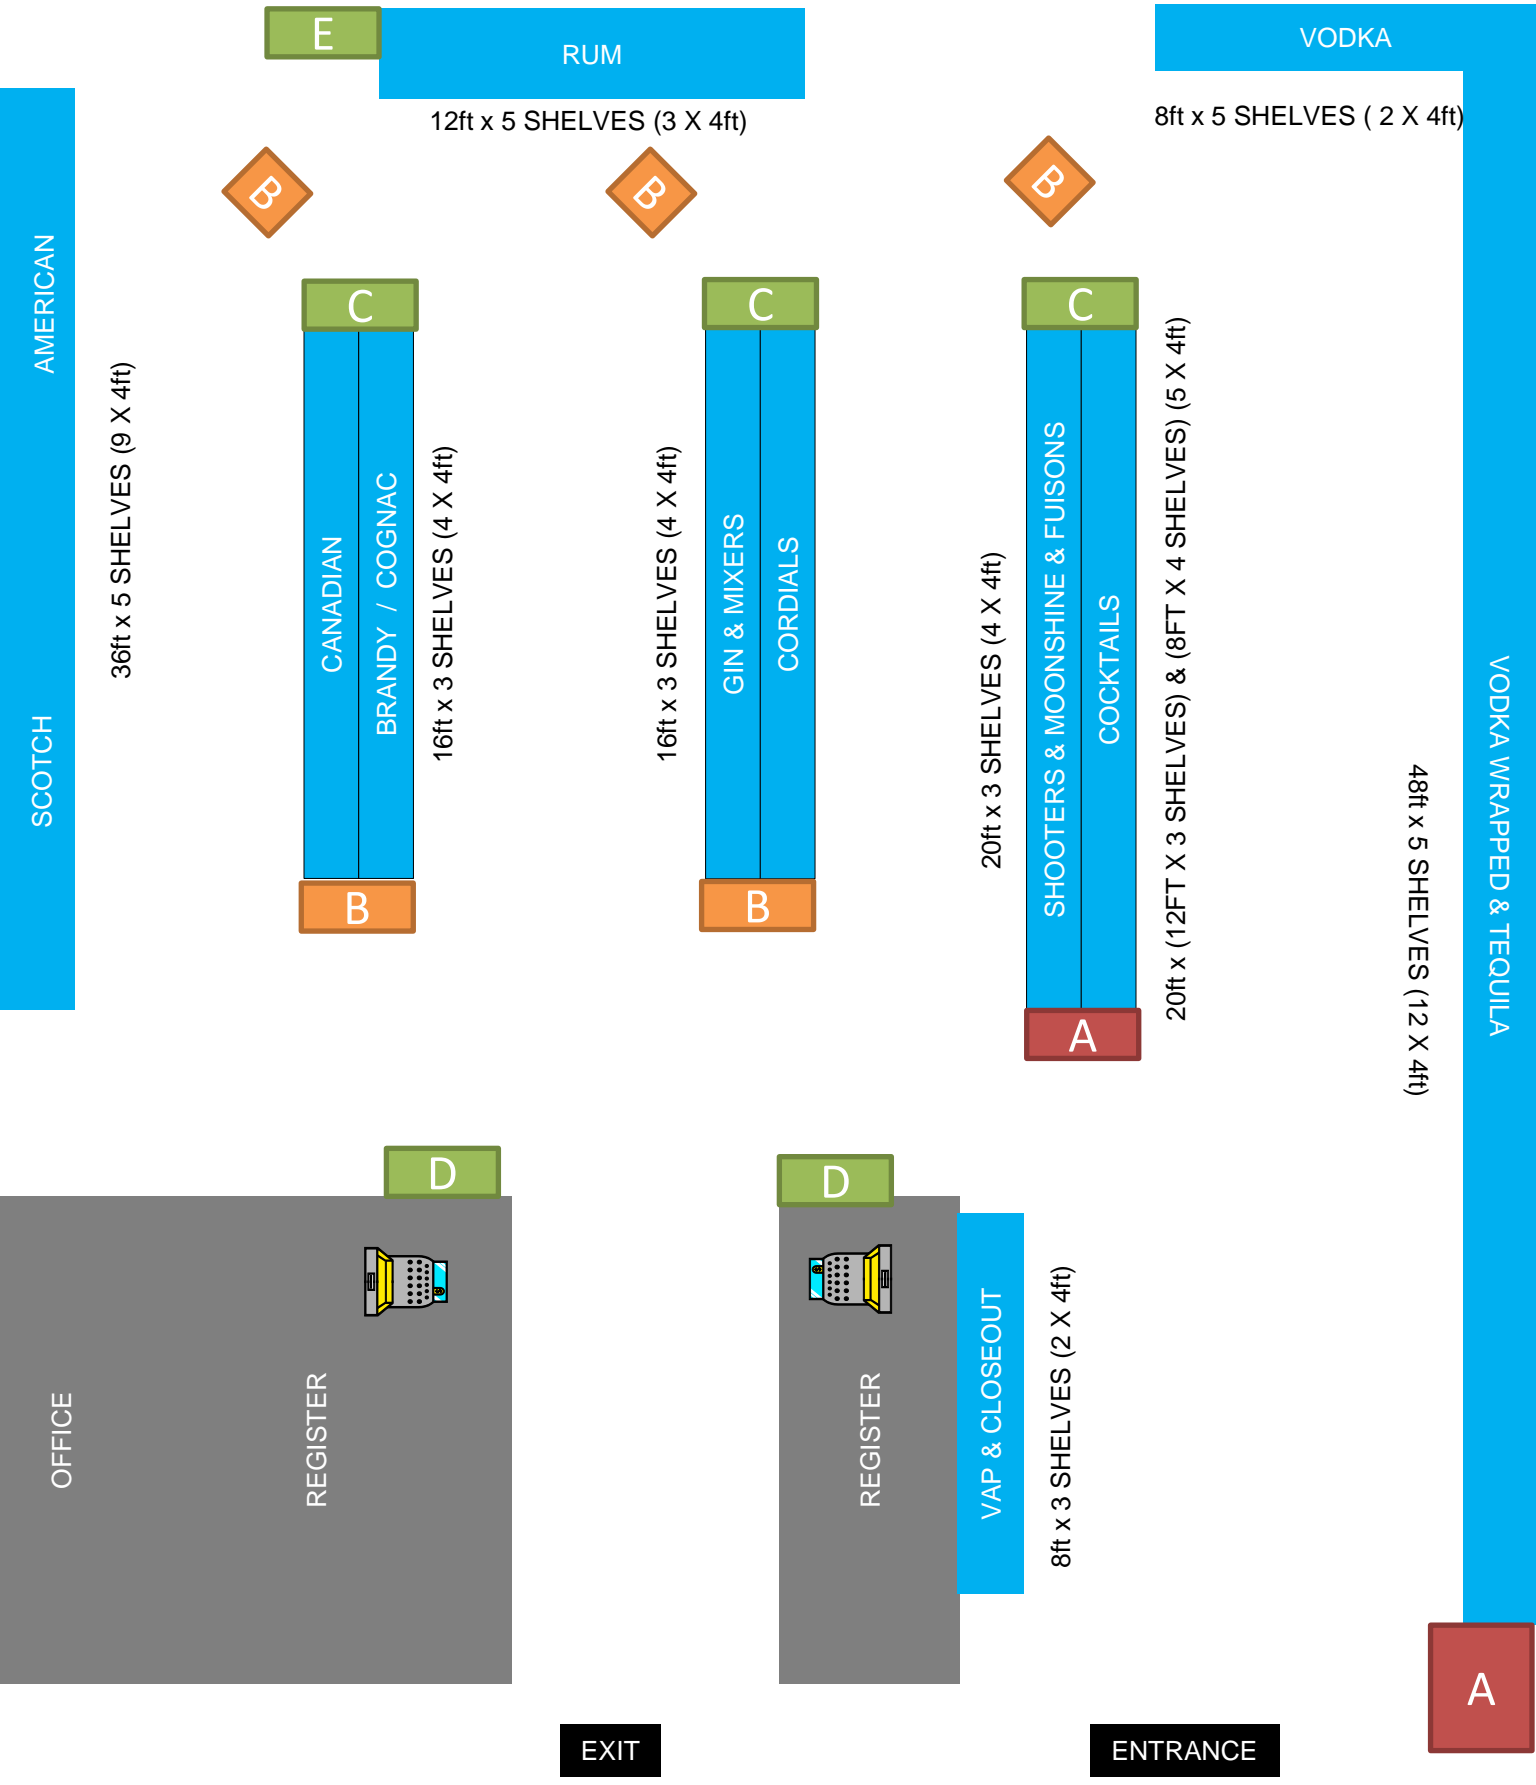 E
RUM
VODKA
12ft x 5 SHELVES (3 X 4ft)
8ft x 5 SHELVES ( 2 X 4ft)
B
B
B
AMERICAN
SCOTCH
36ft x 5 SHELVES (9 X 4ft)
C
CANADIAN
BRANDY / COGNAC
16ft x 3 SHELVES (4 X 4ft)
B
16ft x 3 SHELVES (4 X 4ft)
C
GIN & MIXERS
CORDIALS
B
20ft x 3 SHELVES (4 X 4ft)
C
SHOOTERS & MOONSHINE & FUISONS
COCKTAILS
20ft x (12FT X 3 SHELVES) & (8FT X 4 SHELVES) (5 X 4ft)
A
48ft x 5 SHELVES (12 X 4ft)
VODKA WRAPPED & TEQUILA
D
D
OFFICE
REGISTER
REGISTER
VAP & CLOSEOUT
8ft x 3 SHELVES (2 X 4ft)
A
EXIT
ENTRANCE